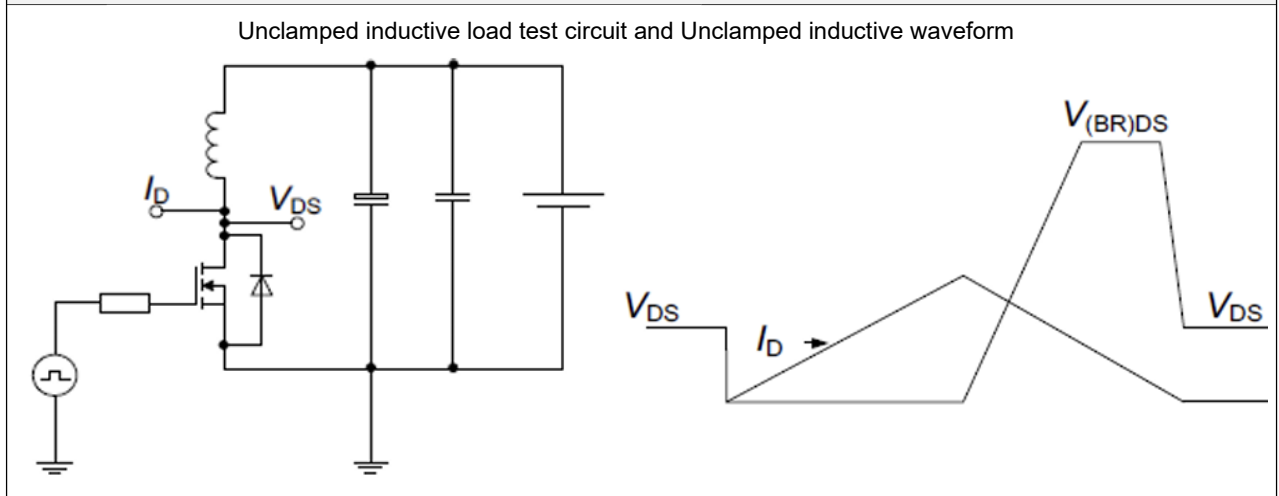 Unclamped inductive load test circuit and Unclamped inductive waveform
V(BR)DS
ID
VDS
VDS
ID
VDS